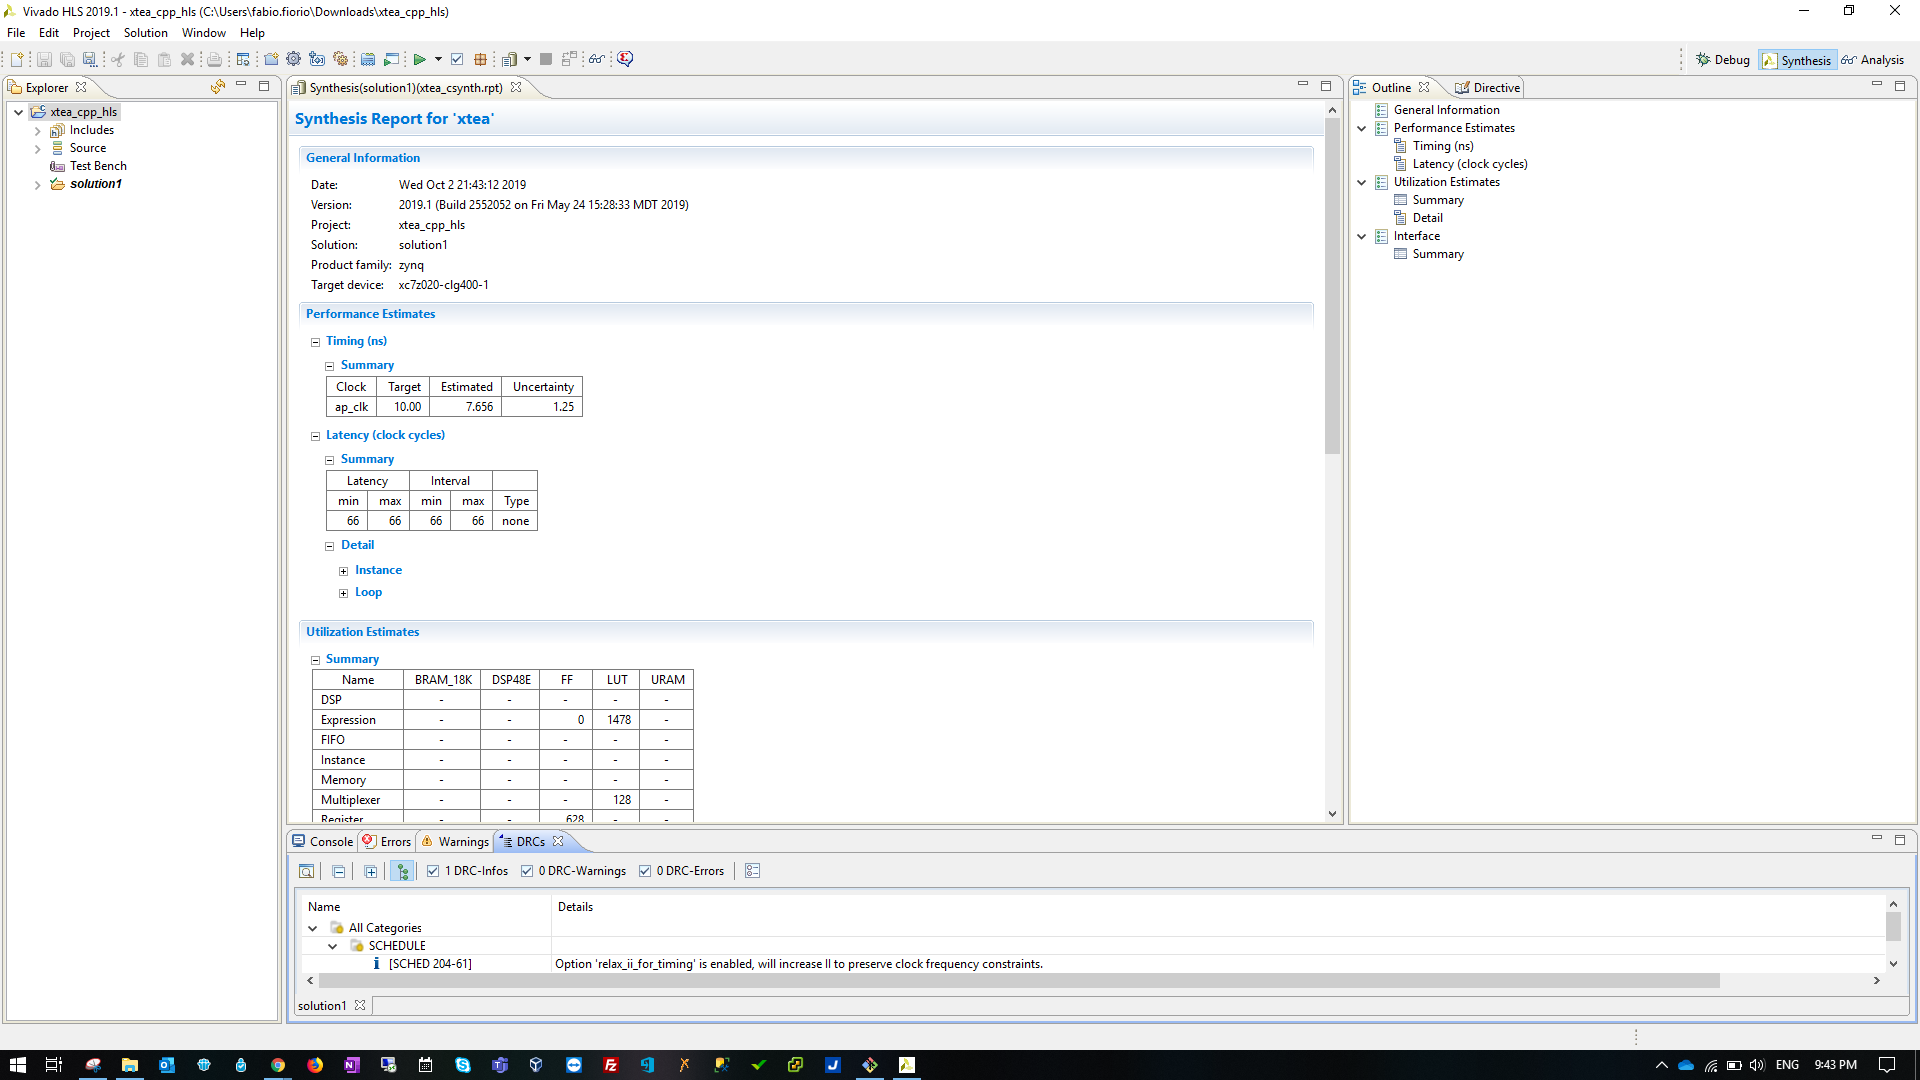 Vivado HLS 2019.1 - xtea_cpp_hls (C:\Users\fabio.fiorio\Downloads\xtea_cpp_hls)
File Edit Project Solution Window Help
Debug Synthesis Analysis
Explorer
xtea_cpp_hls
Includes
Source
Test Bench
solution1
Synthesis(solution1)(xtea_csynth.rpt)
Synthesis Report for 'xtea'
General Information
Date: Wed Oct 2 21:43:12 2019
Version: 2019.1 (Build 2552052 on Fri May 24 15:28:33 MDT 2019)
Project: xtea_cpp_hls
Solution: solution1
Product family: zynq
Target device: xc7z020-clg400-1
Performance Estimates
Timing (ns)
Summary
Clock Target Estimated Uncertainty
ap_clk 10.00 7.656 1.25
Latency (clock cycles)
Summary
Latency Interval
min max min max Type
66 66 66 66 none
Detail
Instance
Loop
Utilization Estimates
Summary
Name BRAM_18K DSP48E FF LUT URAM
DSP - - - - -
Expression - - 0 1478 -
FIFO - - - - -
Instance - - - - -
Memory - - - - -
Multiplexer - - - 128 -
Register - - 628 - -
Outline Directive
General Information
Performance Estimates
Timing (ns)
Latency (clock cycles)
Utilization Estimates
Summary
Detail
Interface
Summary
Console Errors Warnings DRCs
1 DRC-Infos 0 DRC-Warnings 0 DRC-Errors
Name Details
All Categories
SCHEDULE
[SCHED 204-61] Option 'relax_ii_for_timing' is enabled, will increase II to preserve clock frequency constraints.
solution1
ENG 9:43 PM